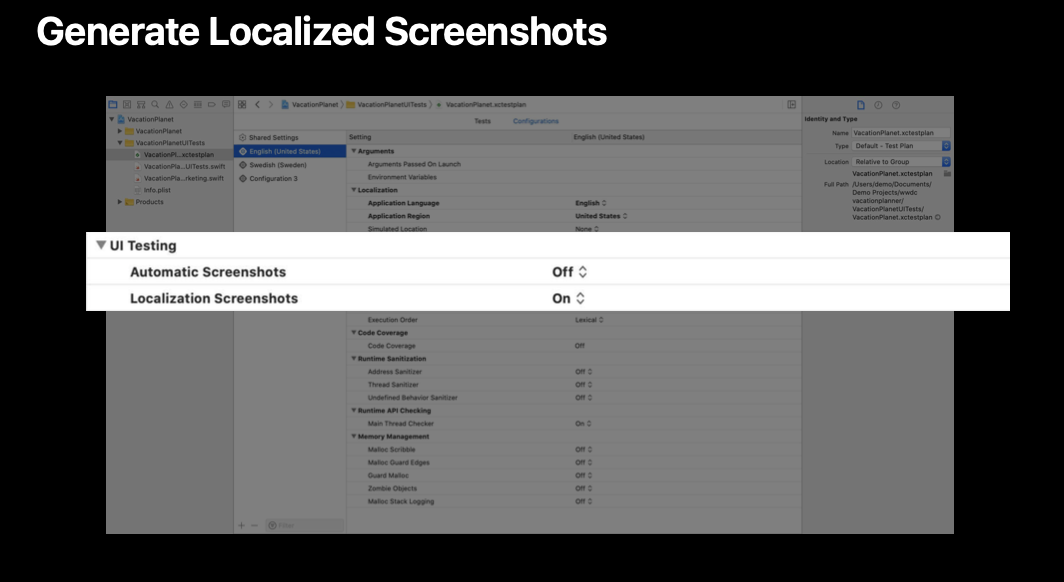 Generate Localized Screenshots
VacationPlanet
VacationPlanetUITests
VacationPlanet.xctestplan
VacationPlanet
VacationPlanet
VacationPlanetUITests
VacationPl...xctestplan
VacationPla...UITests.swift
VacationPla...rketing.swift
Info.plist
Products
Tests
Configurations
Shared Settings
English (United States)
Swedish (Sweden)
Configuration 3
Filter
Setting English (United States)
Arguments
Arguments Passed On Launch
Environment Variables
Localization
Application Language English
Application Region United States
Simulated Location None
UI Testing
Automatic Screenshots Off
Localization Screenshots On
Execution Order Lexical
Code Coverage
Code Coverage Off
Runtime Sanitization
Address Sanitizer Off
Thread Sanitizer Off
Undefined Behavior Sanitizer Off
Runtime API Checking
Main Thread Checker On
Memory Management
Malloc Scribble Off
Malloc Guard Edges Off
Guard Malloc Off
Zombie Objects Off
Malloc Stack Logging Off
Identity and Type
Name VacationPlanet.xctestplan
Type Default - Test Plan
Location Relative to Group
VacationPlanet.xctestplan
Full Path /Users/demo/Documents/
Demo Projects/wwdc
vacationplanner/
VacationPlanetUITests/
VacationPlanet.xctestplan